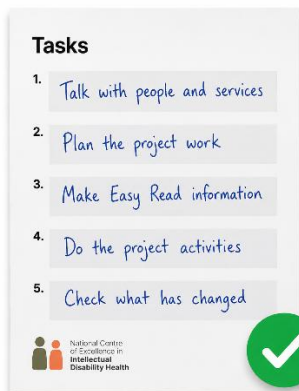 Tasks
1. Talk with people and services
2. Plan the project work
3. Make Easy Read information
4. Do the project activities
5. Check what has changed
National Centre
of Excellence in
Intellectual
Disability Health